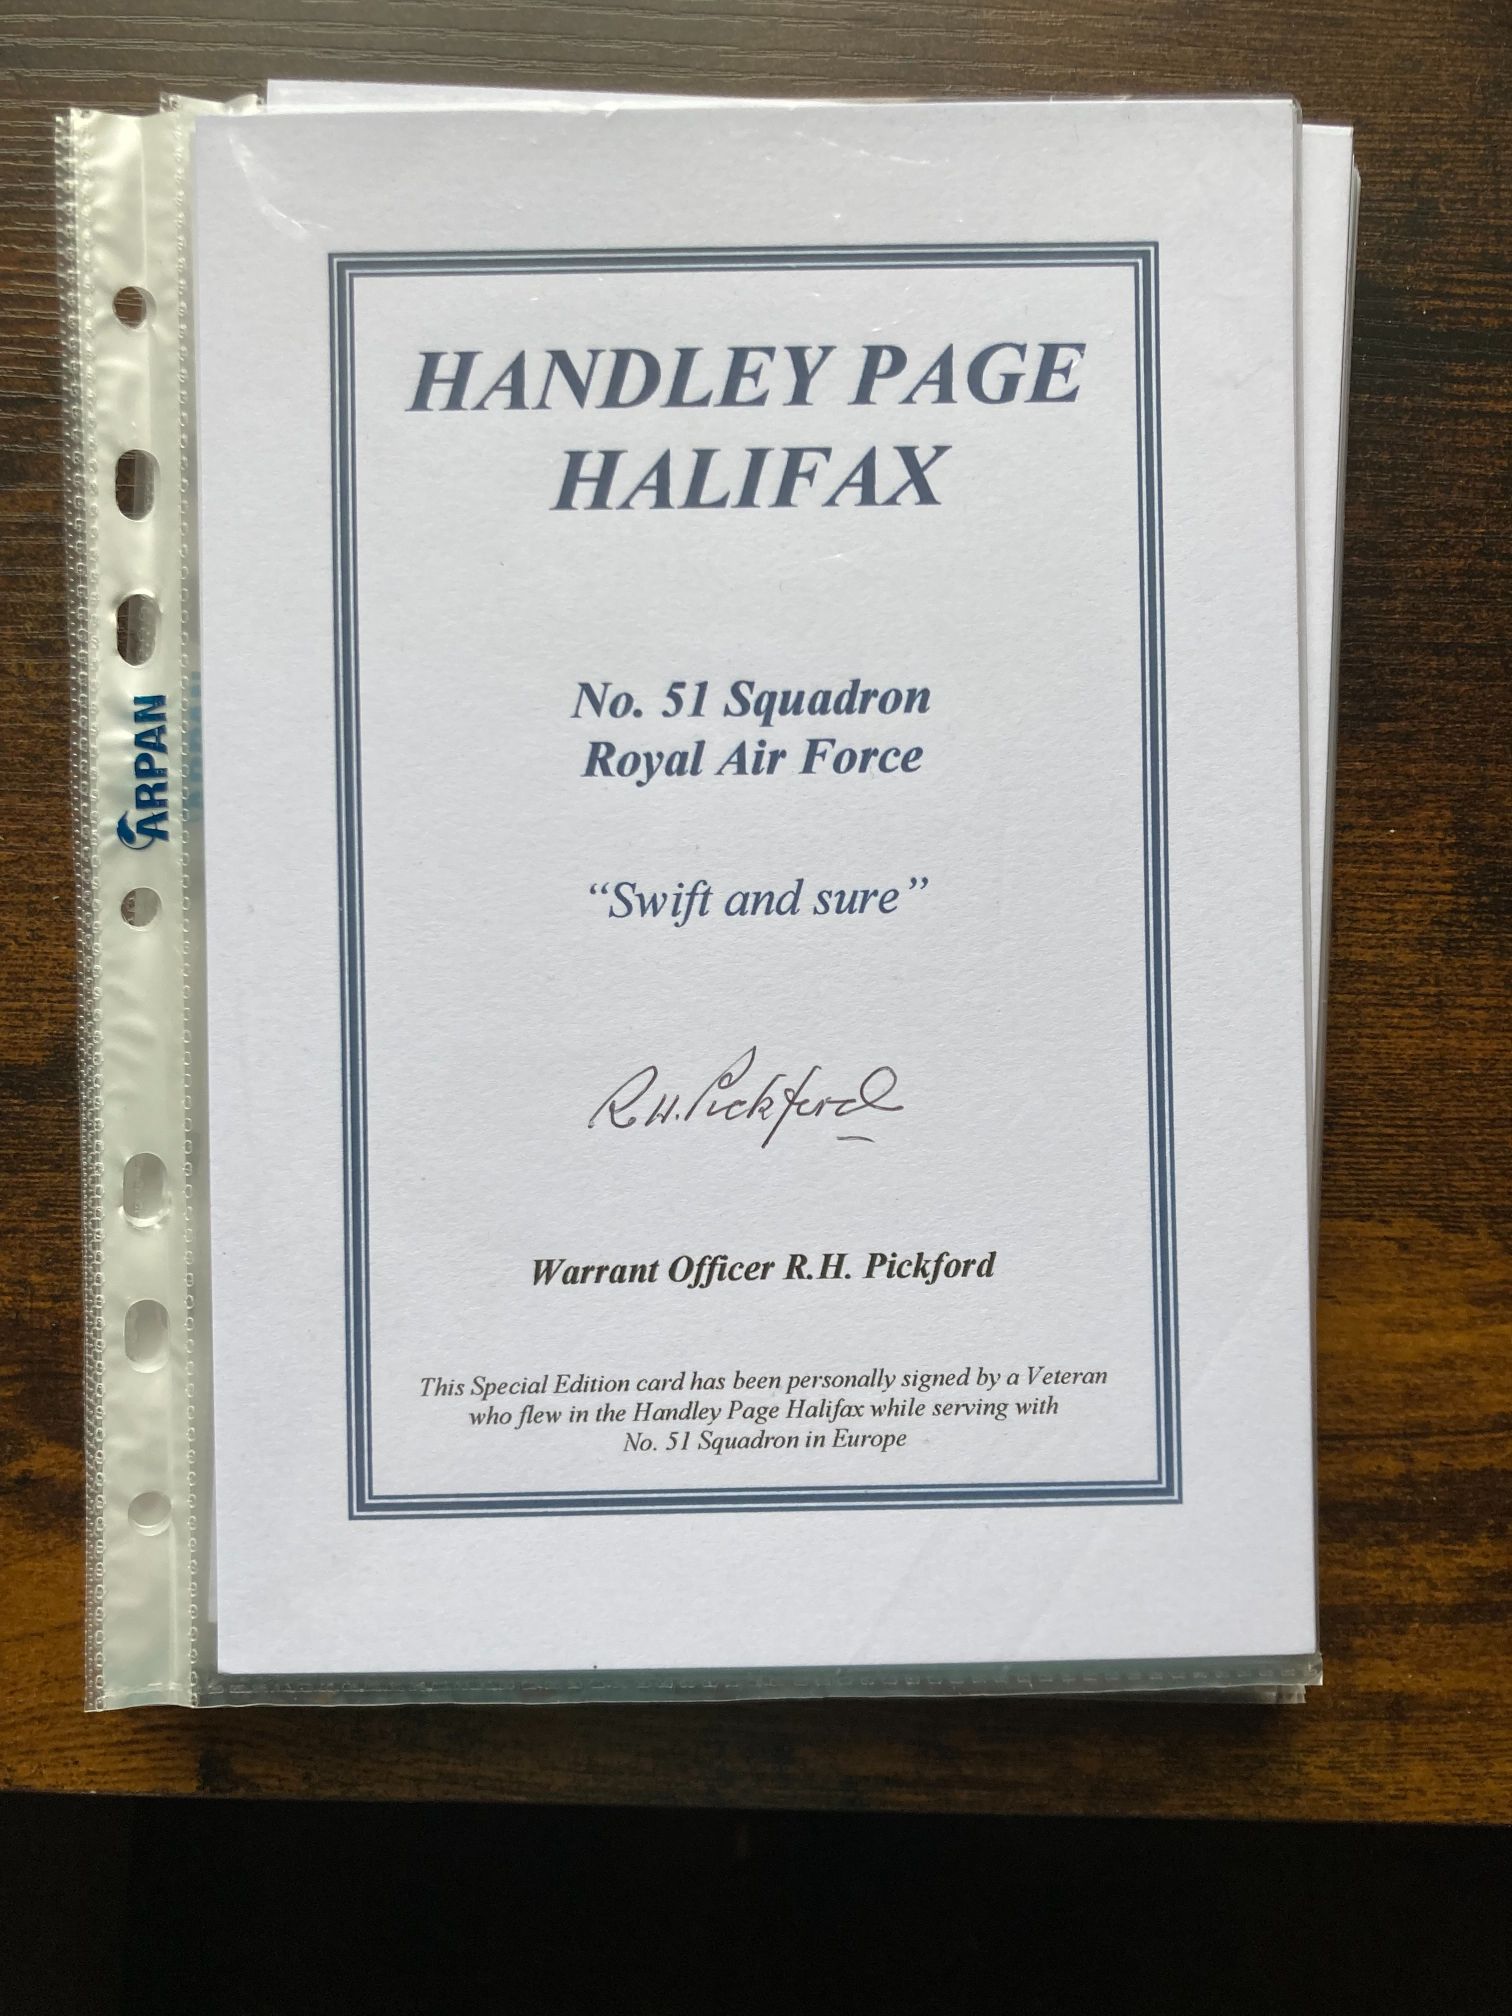 HANDLEY PAGE
HALIFAX
No. 51 Squadron
Royal Air Force
“Swift and sure”
R.H. Pickford
Warrant Officer R.H. Pickford
This Special Edition card has been personally signed by a Veteran
who flew in the Handley Page Halifax while serving with
No. 51 Squadron in Europe
ARPAN